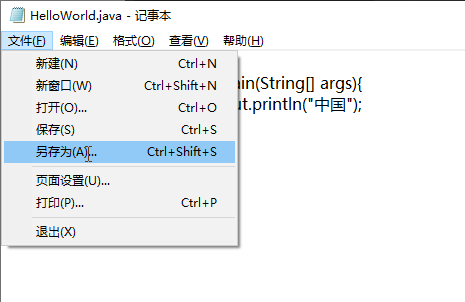 HelloWorld.java - 记事本
文件(F) 编辑(E) 格式(O) 查看(V) 帮助(H)
新建(N) Ctrl+N
新窗口(W) Ctrl+Shift+N
ain(String[] args){
打开(O)... Ctrl+O
ut.println("中国");
保存(S) Ctrl+S
另存为(A)... Ctrl+Shift+S
页面设置(U)...
打印(P)... Ctrl+P
退出(X)